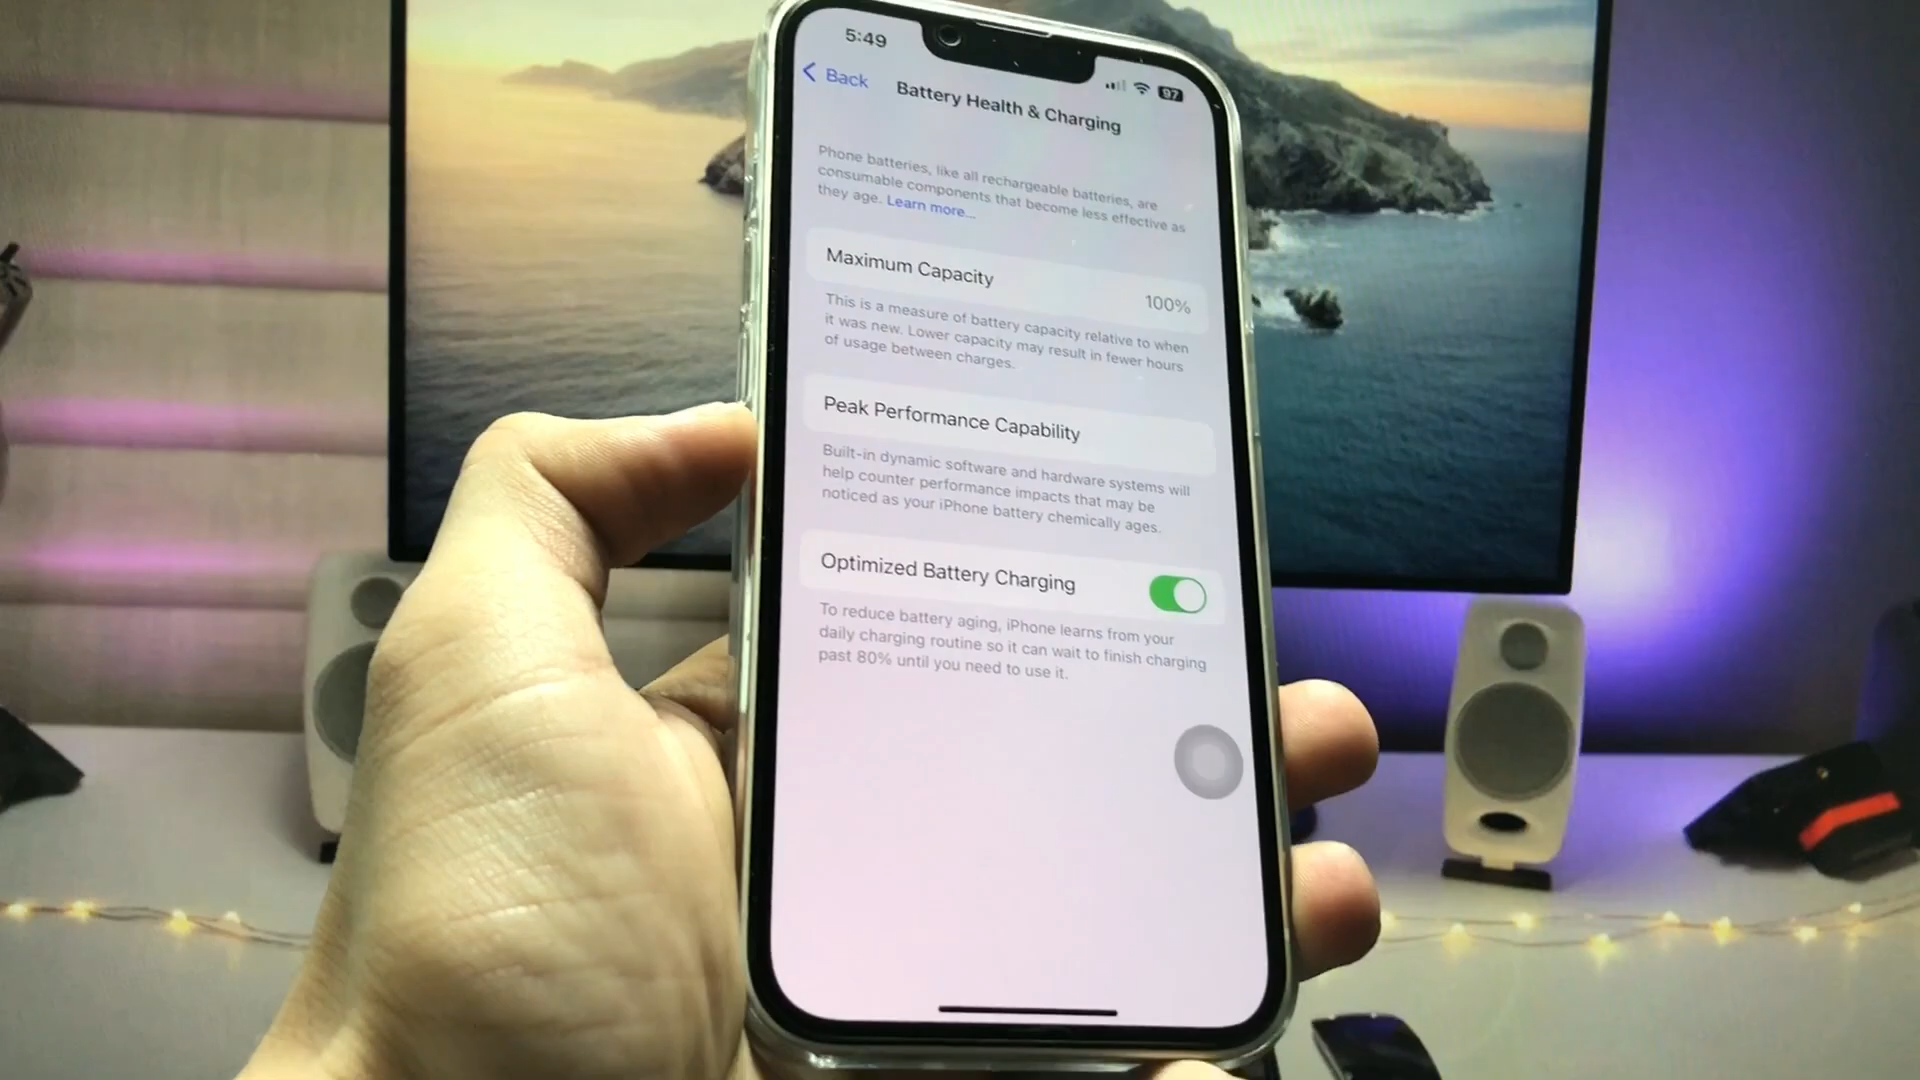 5:49
97
Back
Battery Health & Charging
Phone batteries, like all rechargeable batteries, are
consumable components that become less effective as
they age. Learn more...
Maximum Capacity
100%
This is a measure of battery capacity relative to when
it was new. Lower capacity may result in fewer hours
of usage between charges.
Peak Performance Capability
Built-in dynamic software and hardware systems will
help counter performance impacts that may be
noticed as your iPhone battery chemically ages.
Optimized Battery Charging
To reduce battery aging, iPhone learns from your
daily charging routine so it can wait to finish charging
past 80% until you need to use it.